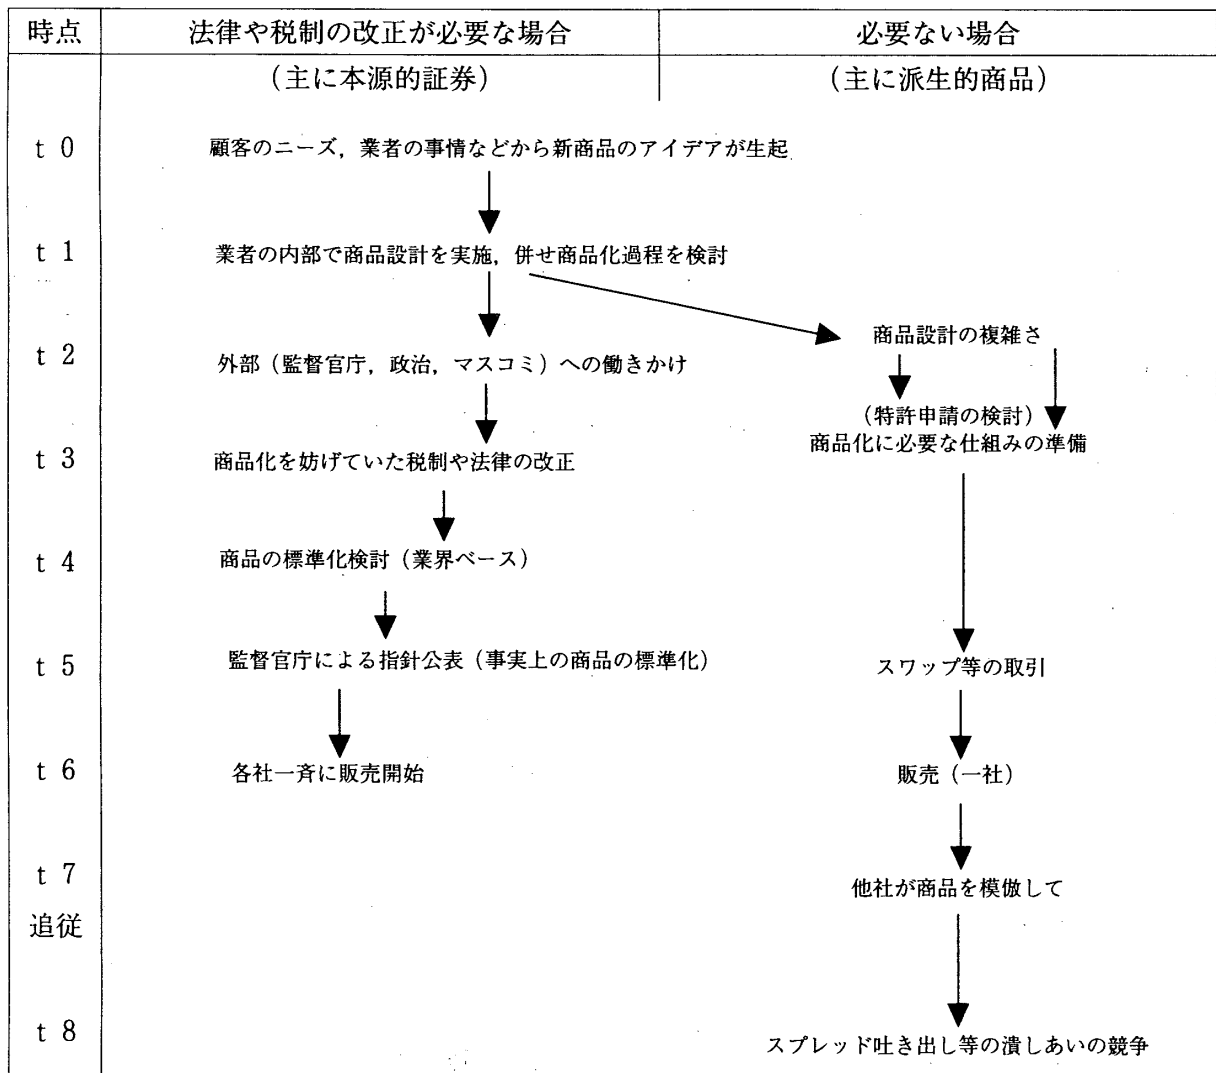 時点 法律や税制の改正が必要な場合 必要ない場合
(主に本源的証券) (主に派生的商品)
t 0 顧客のニーズ，業者の事情などから新商品のアイデアが生起
t 1 業者の内部で商品設計を実施，併せ商品化過程を検討
商品設計の複雑さ
t 2 外部（監督官庁，政治，マスコミ）への働きかけ
(特許申請の検討)
商品化に必要な仕組みの準備
t 3 商品化を妨げていた税制や法律の改正
t 4 商品の標準化検討（業界ベース）
t 5 監督官庁による指針公表（事実上の商品の標準化） スワップ等の取引
t 6 各社一斉に販売開始 販売（一社）
t 7 他社が商品を模倣して
追従
t 8 スプレッド吐き出し等の潰しあいの競争